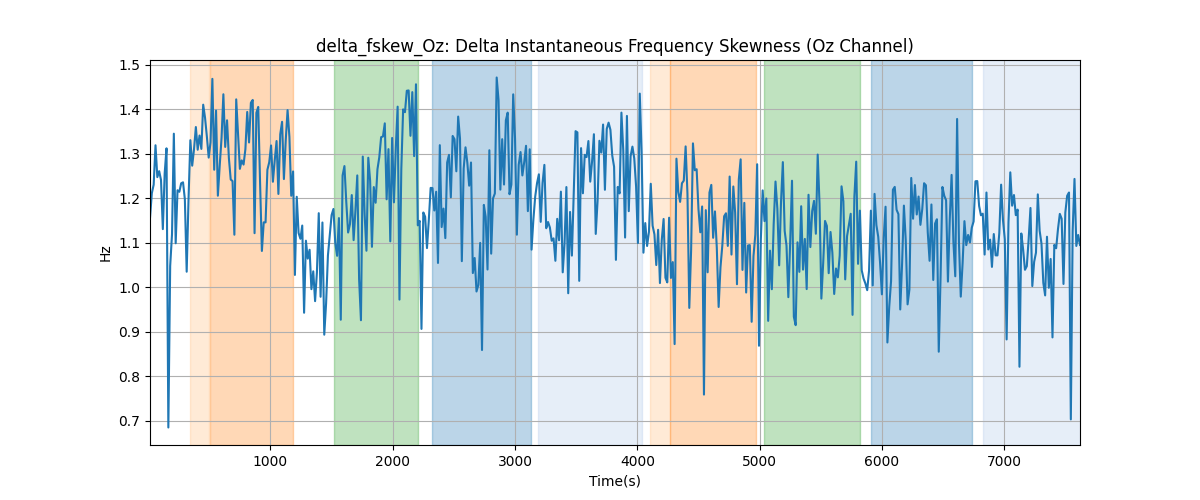 delta_fskew_Oz: Delta Instantaneous Frequency Skewness (Oz Channel)
1.5
1.4
1.3
1.2
1.1
1.0
0.9
0.8
0.7
Hz
1000 2000 3000 4000 5000 6000 7000
Time(s)